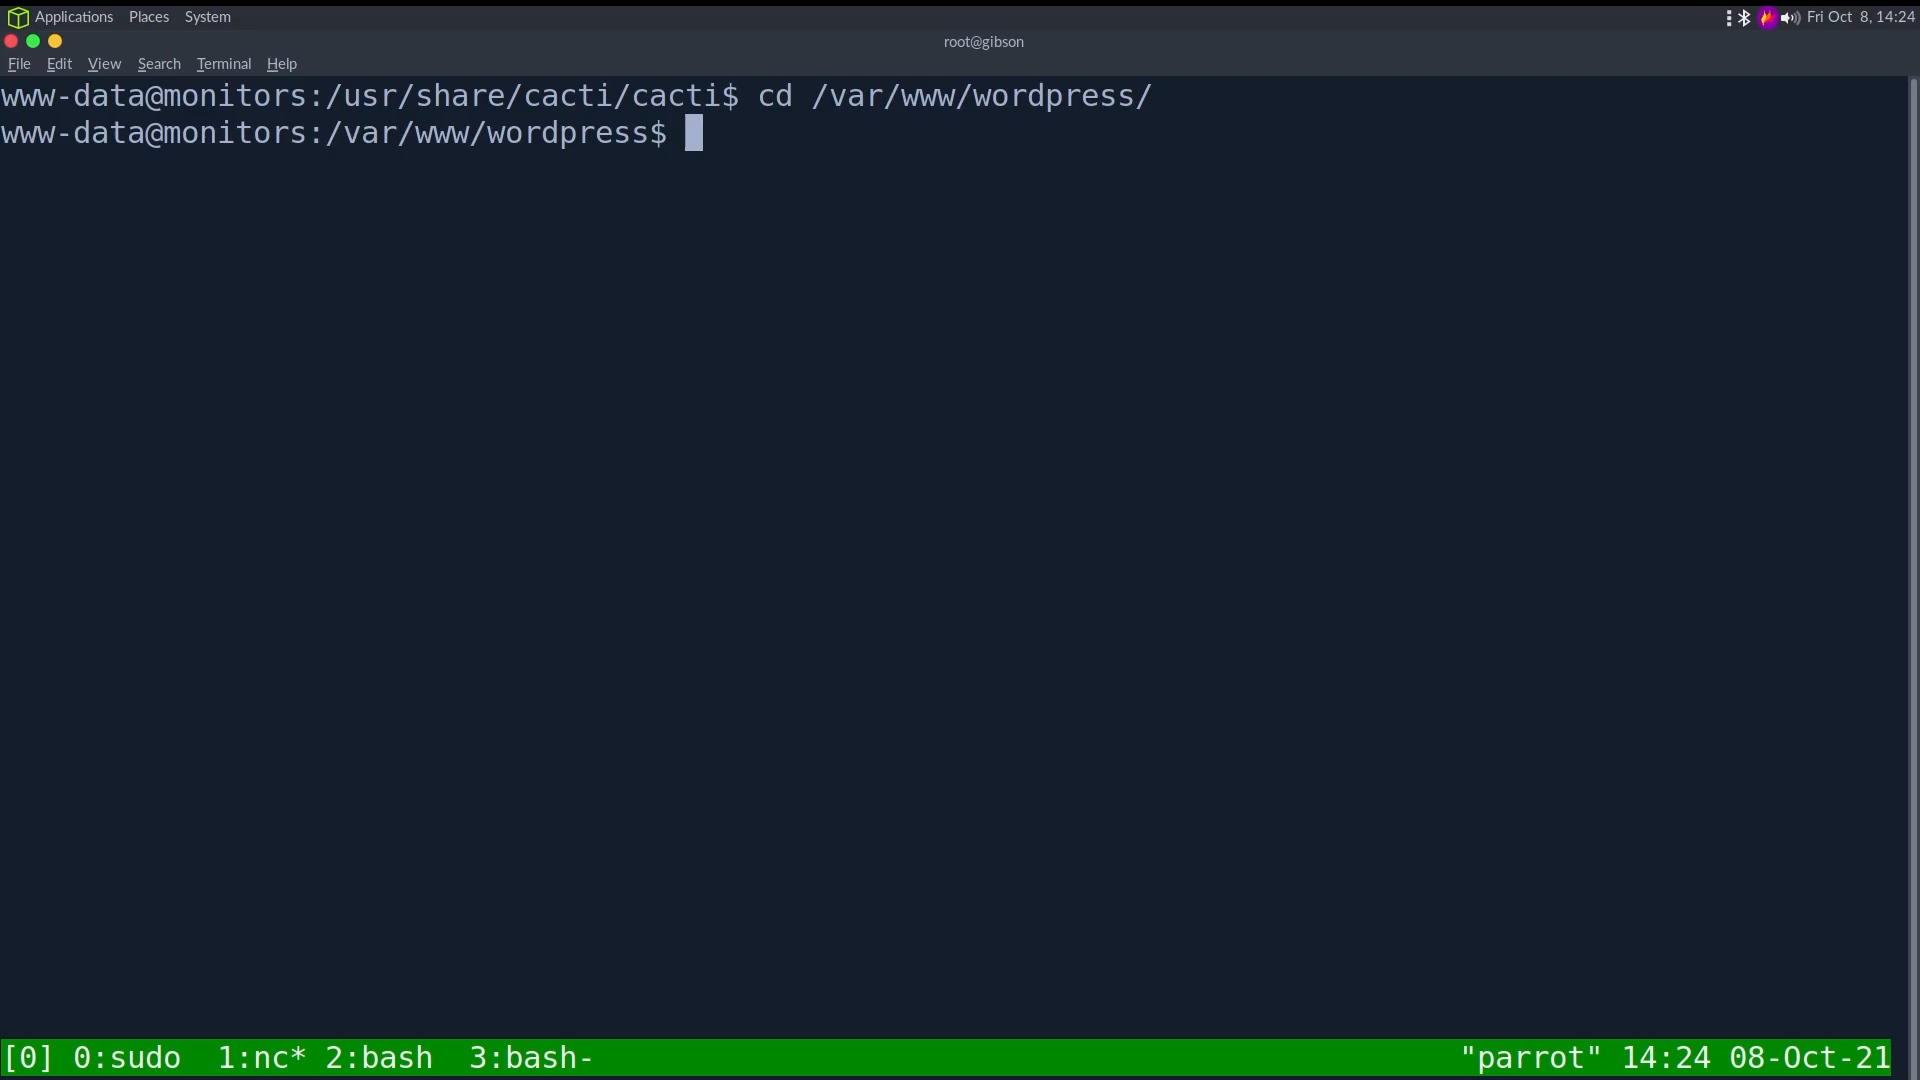 Applications Places System Fri Oct 8, 14:24
root@gibson
File Edit View Search Terminal Help
www-data@monitors:/usr/share/cacti/cacti$ cd /var/www/wordpress/
www-data@monitors:/var/www/wordpress$
[0] 0:sudo 1:nc* 2:bash 3:bash- "parrot" 14:24 08-Oct-21